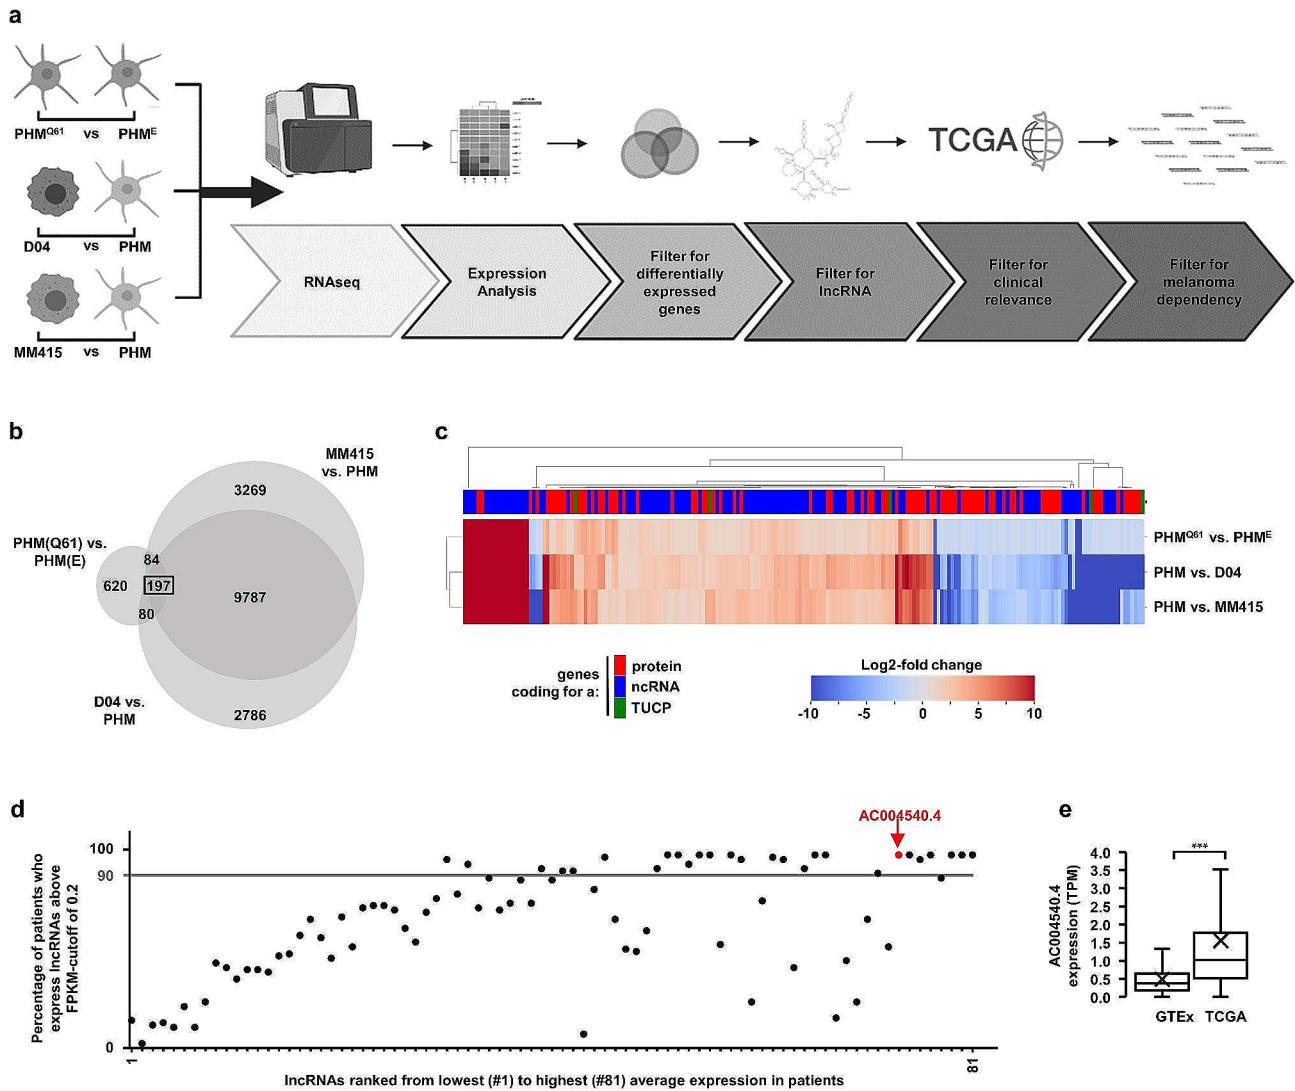 a
PHMQ61 vs PHME
D04 vs PHM
MM415 vs PHM
TCGA
RNAseq
Expression
Analysis
Filter for
differentially
expressed
genes
Filter for
lncRNA
Filter for
clinical
relevance
Filter for
melanoma
dependency
b
MM415
vs. PHM
3269
PHM(Q61) vs.
PHM(E)
84
620
197
9787
80
D04 vs.
PHM
2786
c
PHMQ61 vs. PHME
PHM vs. D04
PHM vs. MM415
genes
coding for a:
protein
ncRNA
TUCP
Log2-fold change
-10 -5 0 5 10
d
AC004540.4
100
90
0
Percentage of patients who
express lncRNAs above
FPKM-cutoff of 0.2
1
81
lncRNAs ranked from lowest (#1) to highest (#81) average expression in patients
e
***
4.0
3.5
3.0
2.5
2.0
1.5
1.0
0.5
0.0
AC004540.4
expression (TPM)
GTEx TCGA